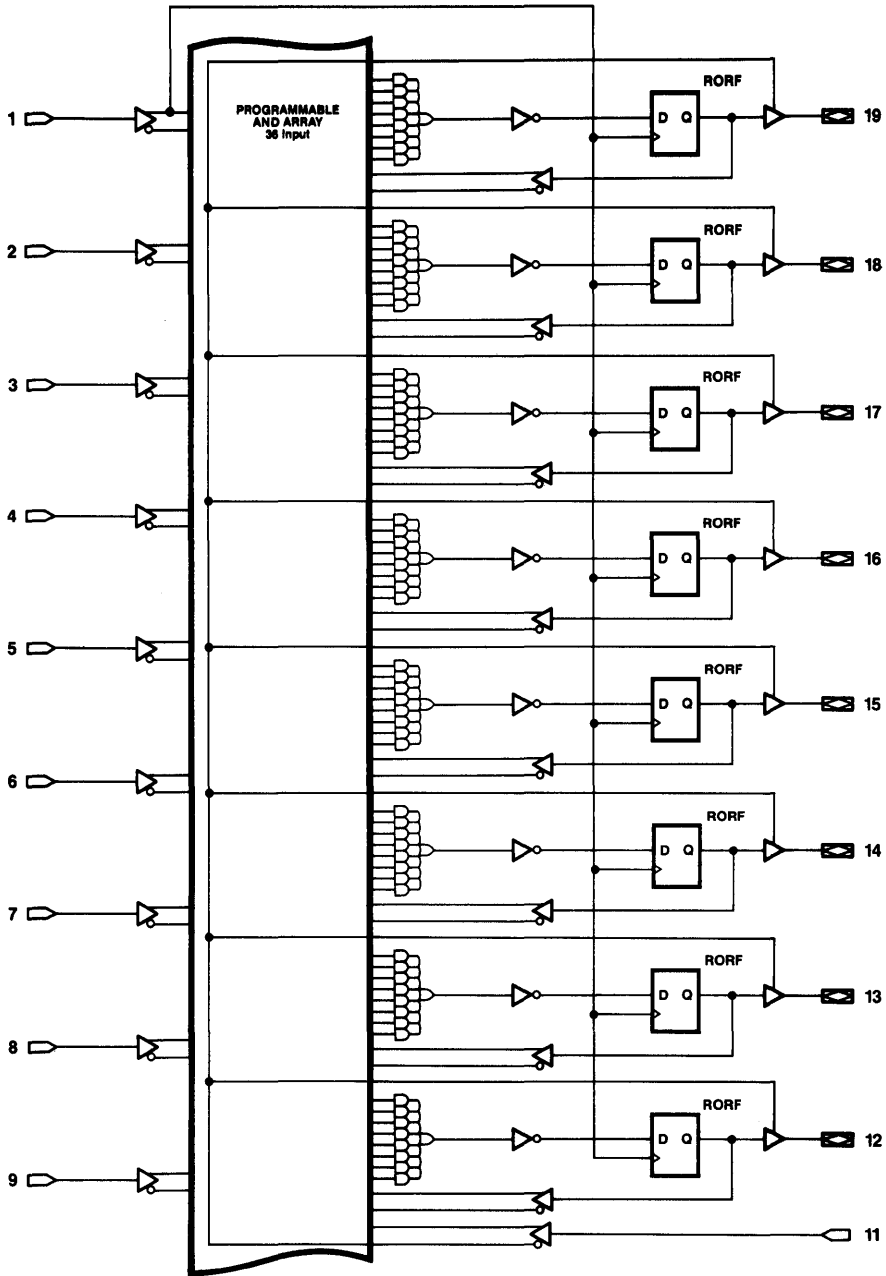 PROGRAMMABLE
AND ARRAY
36 Input
1
RORF
D Q
19
2
RORF
D Q
18
3
RORF
D Q
17
4
RORF
D Q
16
5
RORF
D Q
15
6
RORF
D Q
14
7
RORF
D Q
13
8
RORF
D Q
12
9
11